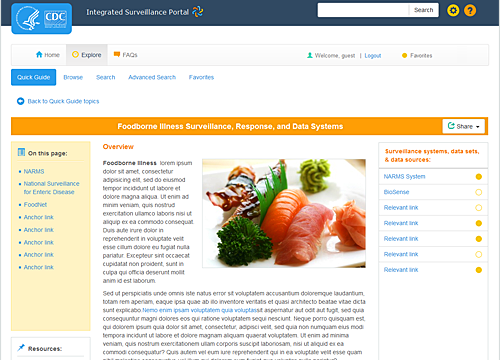 CDC
Integrated Surveillance Portal
Search
Home
Explore
FAQs
Welcome, guest | Logout
Favorites
Quick Guide
Browse
Search
Advanced Search
Favorites
Back to Quick Guide topics
Foodborne Illness Surveillance, Response, and Data Systems
Share
On this page:
NARMS
National Surveillance
for Enteric Disease
FoodNet
Anchor link
Anchor link
Anchor link
Anchor link
Anchor link
Resources:
Overview
Foodborne Illness lorem ipsum
dolor sit amet, consectetur
adipisicing elit, sed do eiusmod
tempor incididunt ut labore et
dolore magna aliqua. Ut enim ad
minim veniam, quis nostrud
exercitation ullamco laboris nisi ut
aliquip ex ea commodo consequat.
Duis aute irure dolor in
reprehenderit in voluptate velit
esse cillum dolore eu fugiat nulla
pariatur. Excepteur sint occaecat
cupidatat non proident, sunt in
culpa qui officia deserunt mollit
anim id est laborum.
Sed ut perspiciatis unde omnis iste natus error sit voluptatem accusantium doloremque laudantium,
totam rem aperiam, eaque ipsa quae ab illo inventore veritatis et quasi architecto beatae vitae dicta
sunt explicabo Nemo enim ipsam voluptatem quia voluptassit aspernatur aut odit aut fugit, sed quia
consequuntur magni dolores eos qui ratione voluptatem sequi nesciunt. Neque porro quisquam est,
qui dolorem ipsum quia dolor sit amet, consectetur, adipisci velit, sed quia non numquam eius modi
tempora incidunt ut labore et dolore magnam aliquam quaerat voluptatem. Ut enim ad minima
veniam, quis nostrum exercitationem ullam corporis suscipit laboriosam, nisi ut aliquid ex ea
commodi consequatur? Quis autem vel eum iure reprehenderit qui in ea voluptate velit esse quam
Surveillance systems, data sets,
& data sources:
NARMS System
BioSense
Relevant link
Relevant link
Relevant link
Relevant link